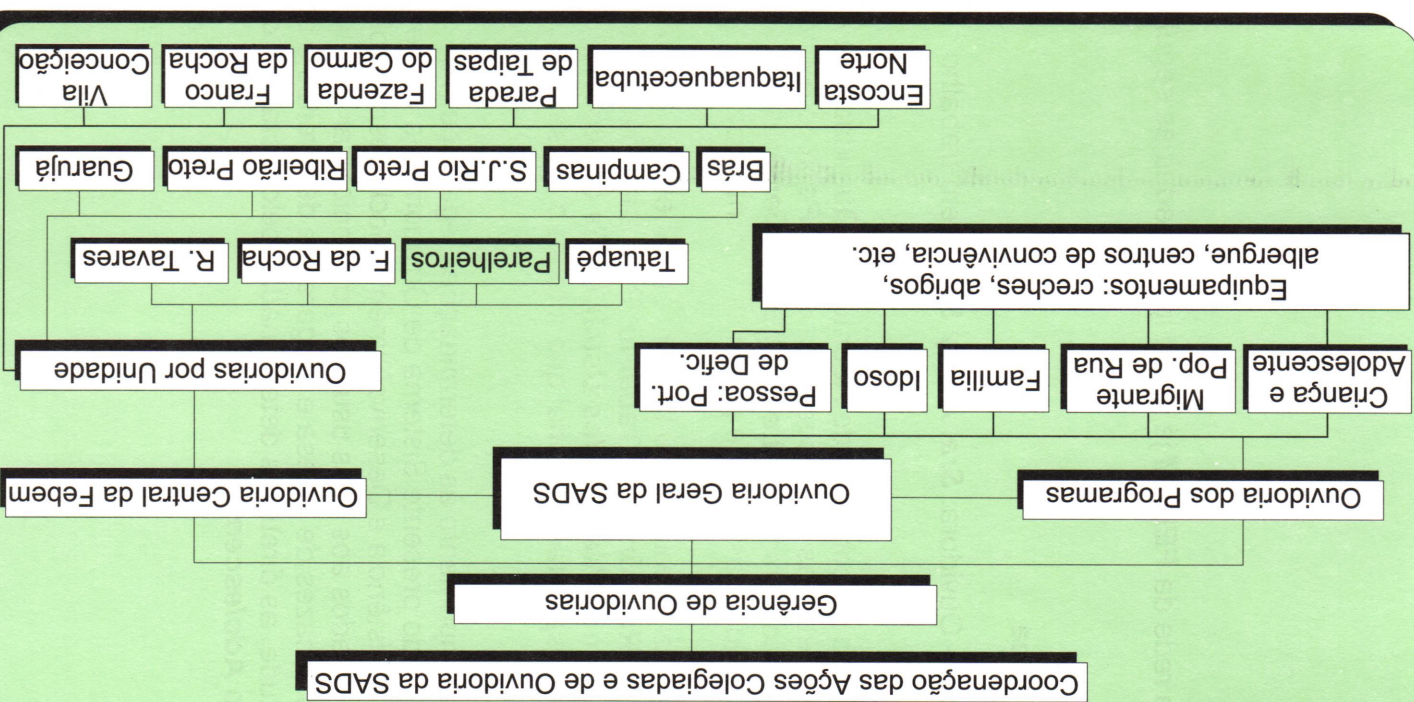 Coordenação das Ações Colegiadas e de Ouvidoria da SADS
Gerência de Ouvidorias
Ouvidoria dos Programas
Ouvidoria Geral da SADS
Ouvidoria Central da Febem
Criança e
Adolescente
Migrante
Pop. de Rua
Família
Idoso
Pessoa: Port.
de Defic.
Ouvidorias por Unidade
Equipamentos: creches, abrigos,
albergue, centros de convivência, etc.
Tatuapé
Parelheiros
F. da Rocha
R. Tavares
Brás
Campinas
S.J.Rio Preto
Ribeirão Preto
Guarujá
Encosta
Norte
Itaquaquecetuba
Parada
de Taipas
Fazenda
do Carmo
Franco
da Rocha
Vila
Conceição